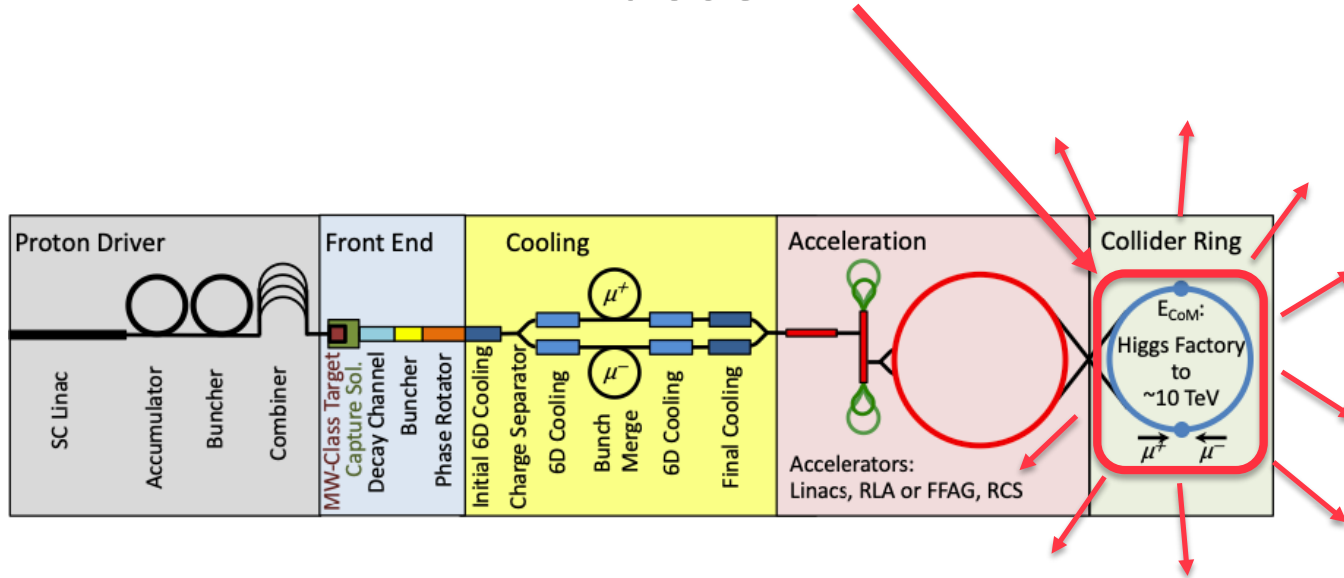 Proton Driver
SC Linac
Accumulator
Buncher
Combiner
Front End
MW-Class Target
Capture Sol.
Decay Channel
Buncher
Phase Rotator
Cooling
μ⁺
μ⁻
Initial 6D Cooling
Charge Separator
6D Cooling
Bunch
Merge
6D Cooling
Final Cooling
Acceleration
Accelerators:
Linacs, RLA or FFAG, RCS
Collider Ring
E_CoM:
Higgs Factory
to
~10 TeV
μ⁺ μ⁻